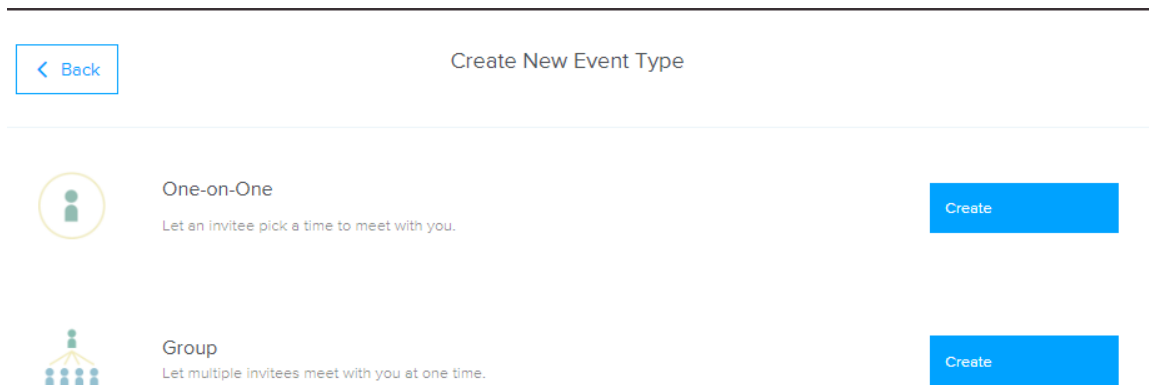 Back
Create New Event Type
One-on-One
Let an invitee pick a time to meet with you.
Create
Group
Let multiple invitees meet with you at one time.
Create